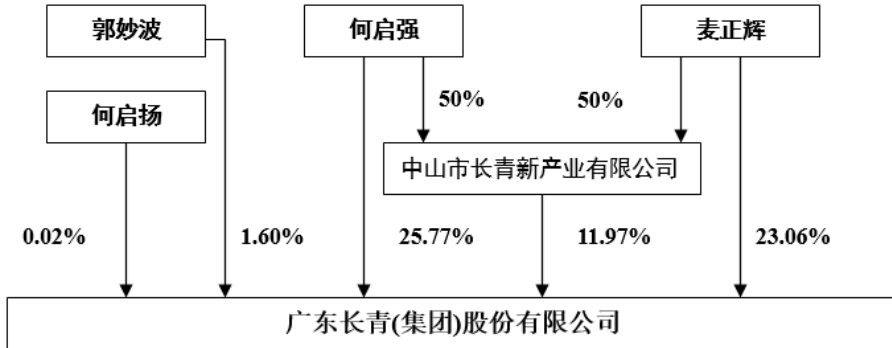 郭妙波
何启强
麦正辉
何启扬
50%
50%
中山市长青新产业有限公司
0.02%
1.60%
25.77%
11.97%
23.06%
广东长青(集团)股份有限公司